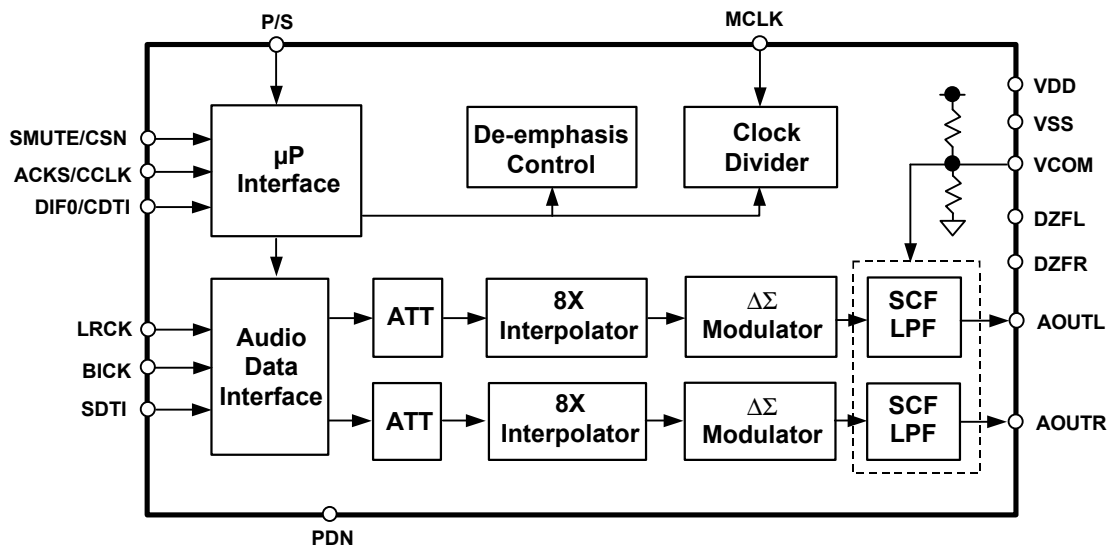 P/S
MCLK
VDD
VSS
VCOM
DZFL
DZFR
SMUTE/CSN
ACKS/CCLK
DIF0/CDTI
µP
Interface
De-emphasis
Control
Clock
Divider
LRCK
BICK
SDTI
Audio
Data
Interface
ATT
8X
Interpolator
ΔΣ
Modulator
SCF
LPF
AOUTL
ATT
8X
Interpolator
ΔΣ
Modulator
SCF
LPF
AOUTR
PDN